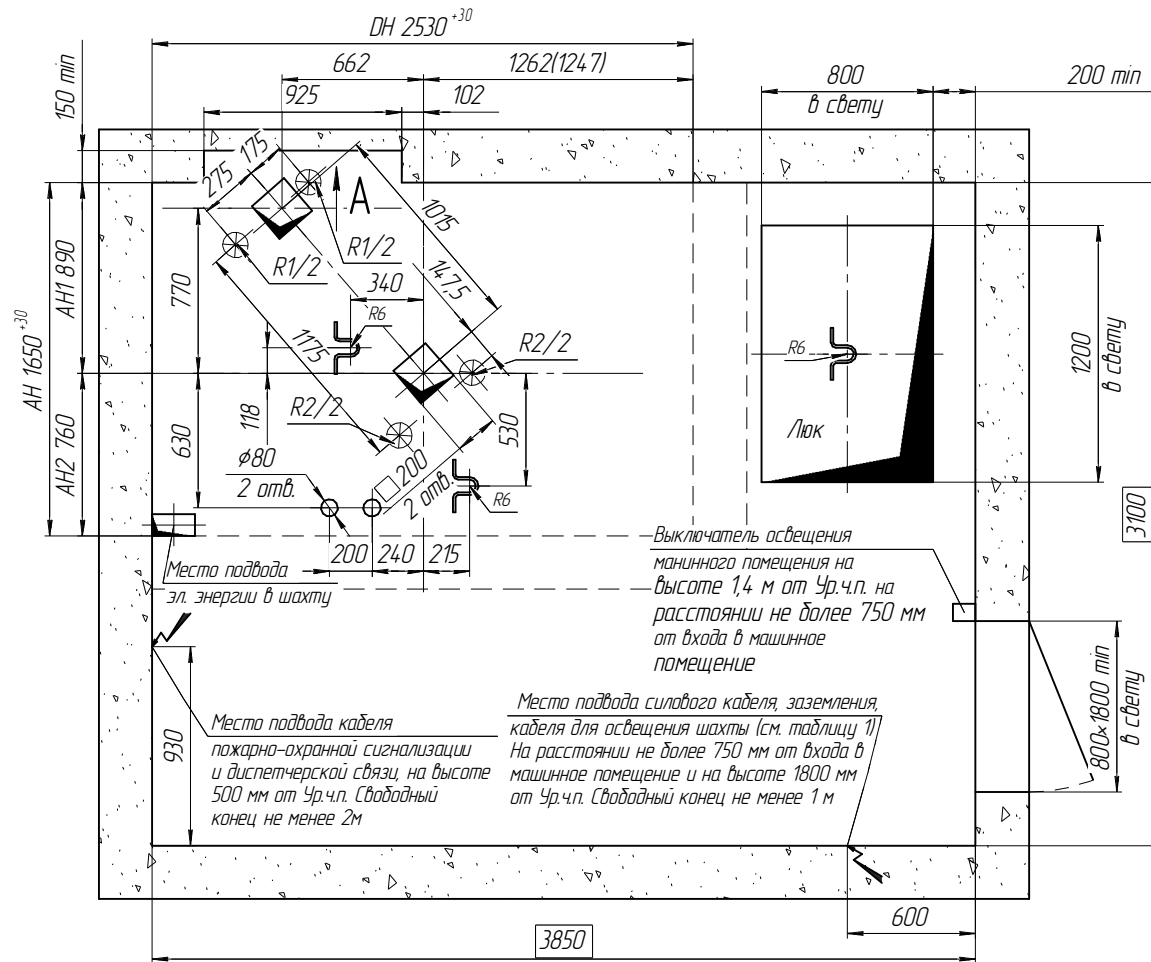 DH 2530 +30
662
1262(1247)
800
в свету
200 min
150 min
925
102
275
175
А
R1/2
R1/2
1015
147,5
340
R6
1175
R2/2
R2/2
770
118
630
АН1 890
АН 1650 +30
АН2 760
530
⌀80
2 отв.
□200
2 отв.
R6
200
240
215
R6
Люк
1200
в свету
3100
Место подвода
эл. энергии в шахту
Выключатель освещения
манинного помещения на
высоте 1,4 м от Ур.ч.п. на
расстоянии не более 750 мм
от входа в машинное
помещение
930
Место подвода кабеля
пожарно-охранной сигнализации
и диспетчерской связи, на высоте
500 мм от Ур.ч.п. Свободный
конец не менее 2м
Место подвода силового кабеля, заземления,
кабеля для освещения шахты (см. таблицу 1)
На расстоянии не более 750 мм от входа в
машинное помещение и на высоте 1800 мм
от Ур.ч.п. Свободный конец не менее 1 м
800×1800 min
в свету
600
3850